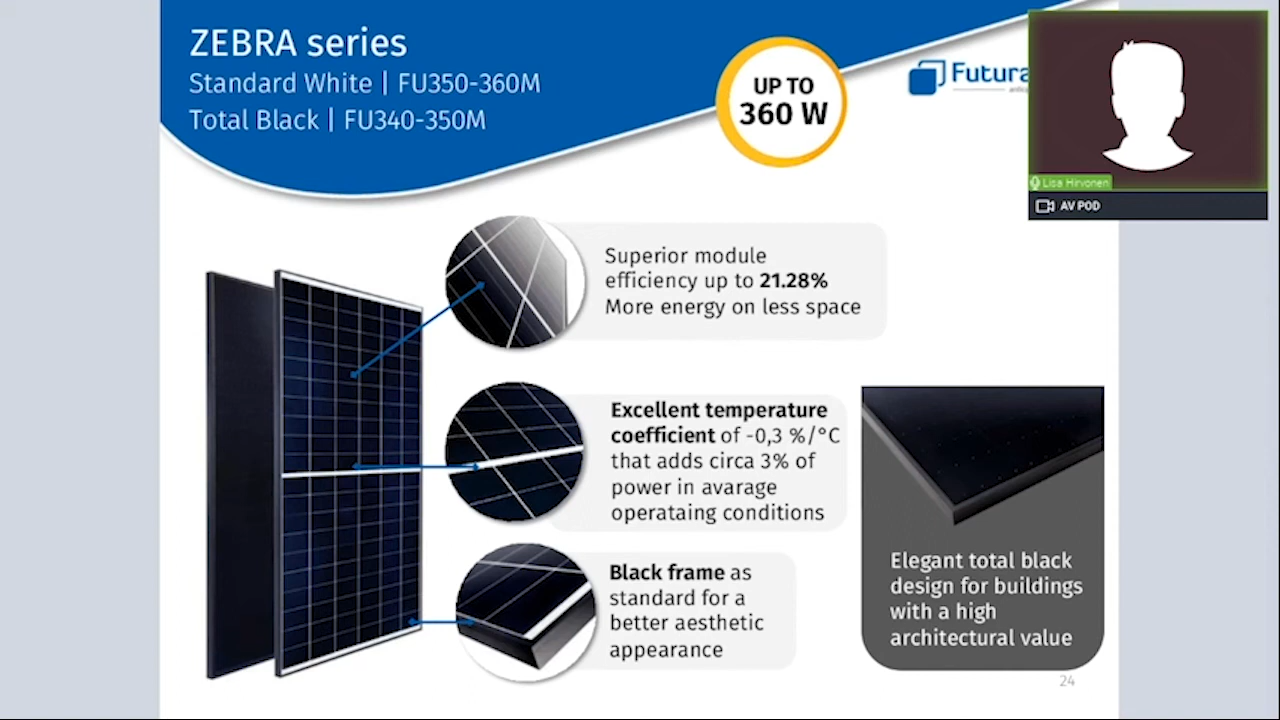 ZEBRA series
Standard White | FU350-360M
Total Black | FU340-350M
UP TO
360 W
Futura
Lisa Hirvonen
AV POD
Superior module
efficiency up to 21.28%
More energy on less space
Excellent temperature
coefficient of -0,3 %/°C
that adds circa 3% of
power in avarage
operataing conditions
Black frame as
standard for a
better aesthetic
appearance
Elegant total black
design for buildings
with a high
architectural value
24